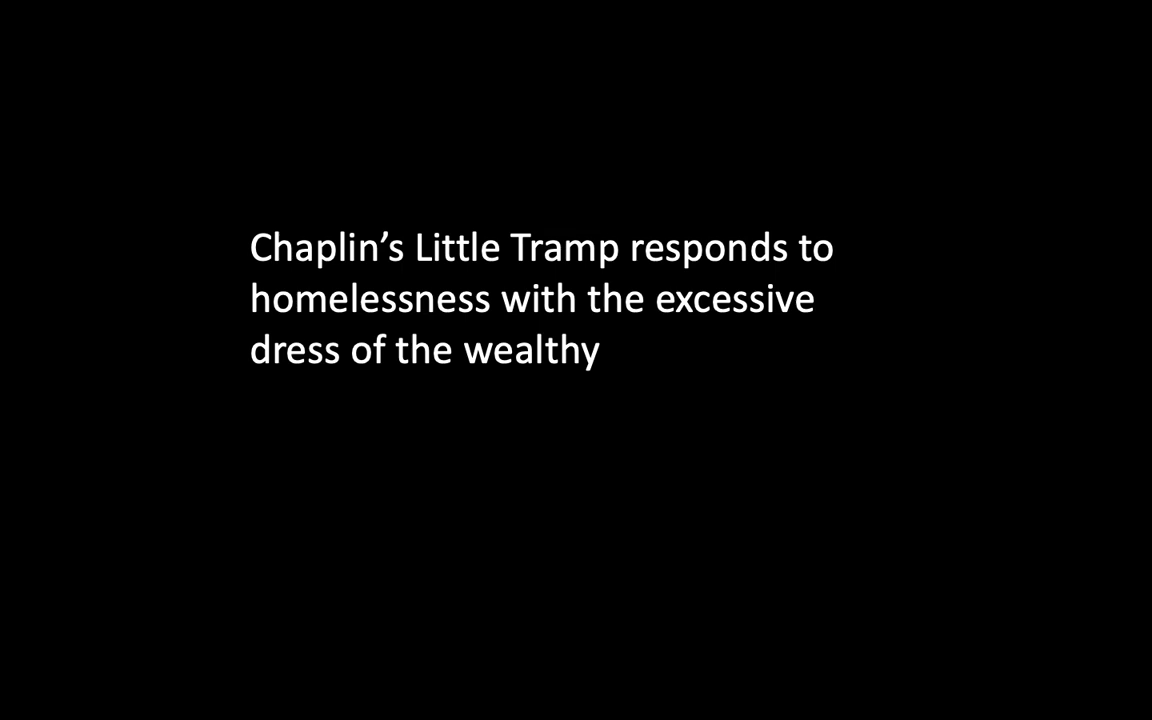 Chaplin’s Little Tramp responds to
homelessness with the excessive
dress of the wealthy